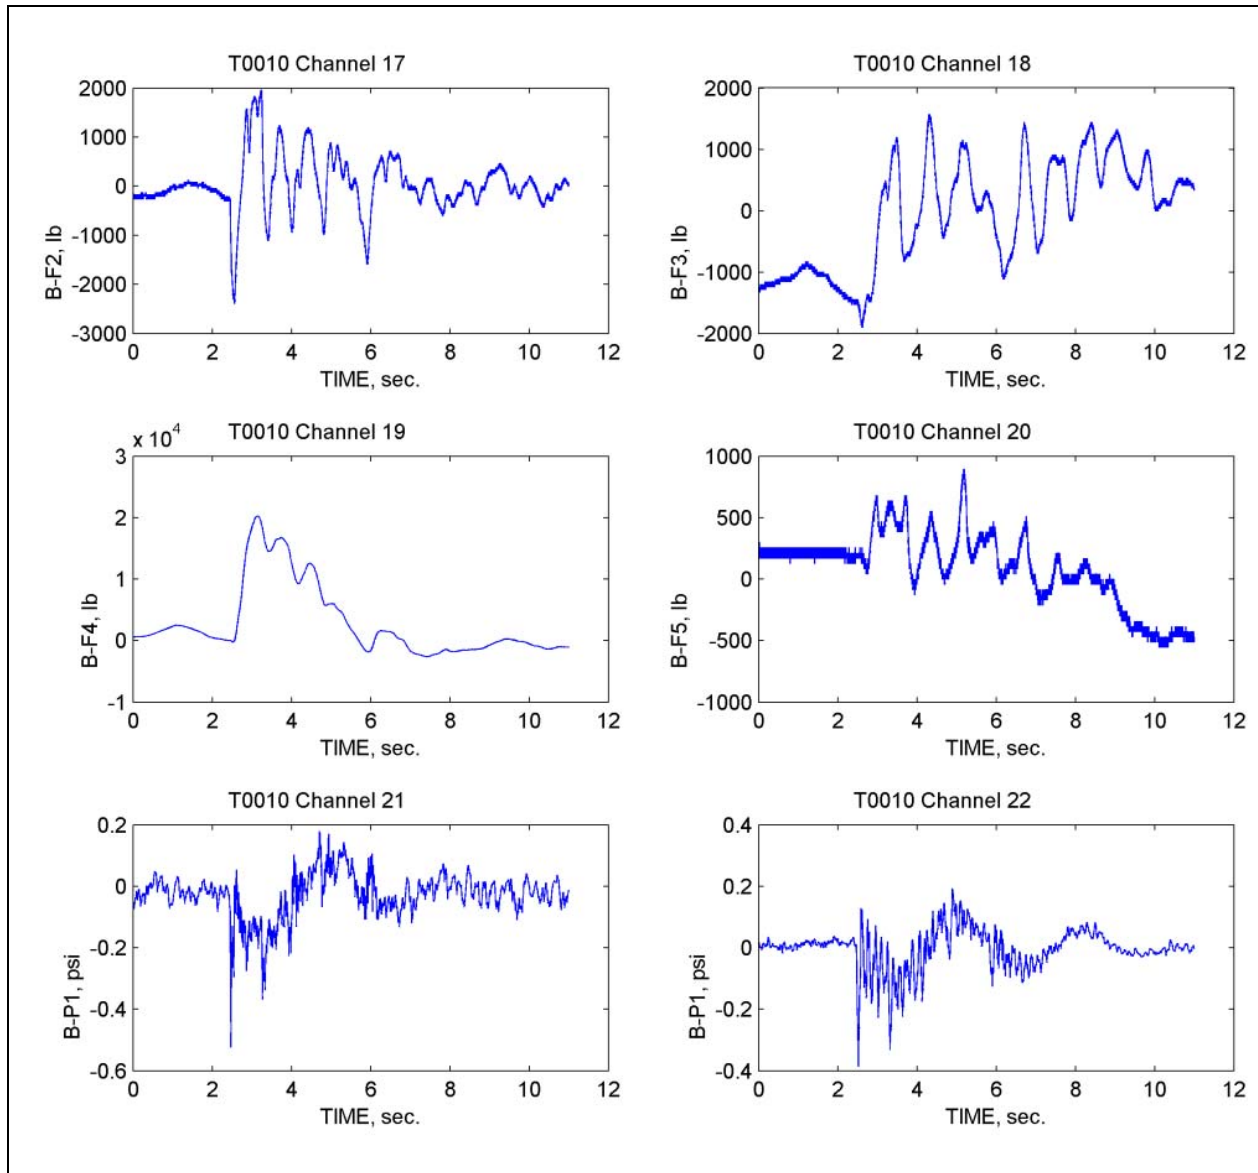 T0010 Channel 17
2000
1000
0
-1000
-2000
-3000
B-F2, lb
0 2 4 6 8 10 12
TIME, sec.
T0010 Channel 18
2000
1000
0
-1000
-2000
B-F3, lb
0 2 4 6 8 10 12
TIME, sec.
x 10^4
T0010 Channel 19
3
2
1
0
-1
B-F4, lb
0 2 4 6 8 10 12
TIME, sec.
T0010 Channel 20
1000
500
0
-500
-1000
B-F5, lb
0 2 4 6 8 10 12
TIME, sec.
T0010 Channel 21
0.2
0
-0.2
-0.4
-0.6
B-P1, psi
0 2 4 6 8 10 12
TIME, sec.
T0010 Channel 22
0.4
0.2
0
-0.2
-0.4
B-P1, psi
0 2 4 6 8 10 12
TIME, sec.